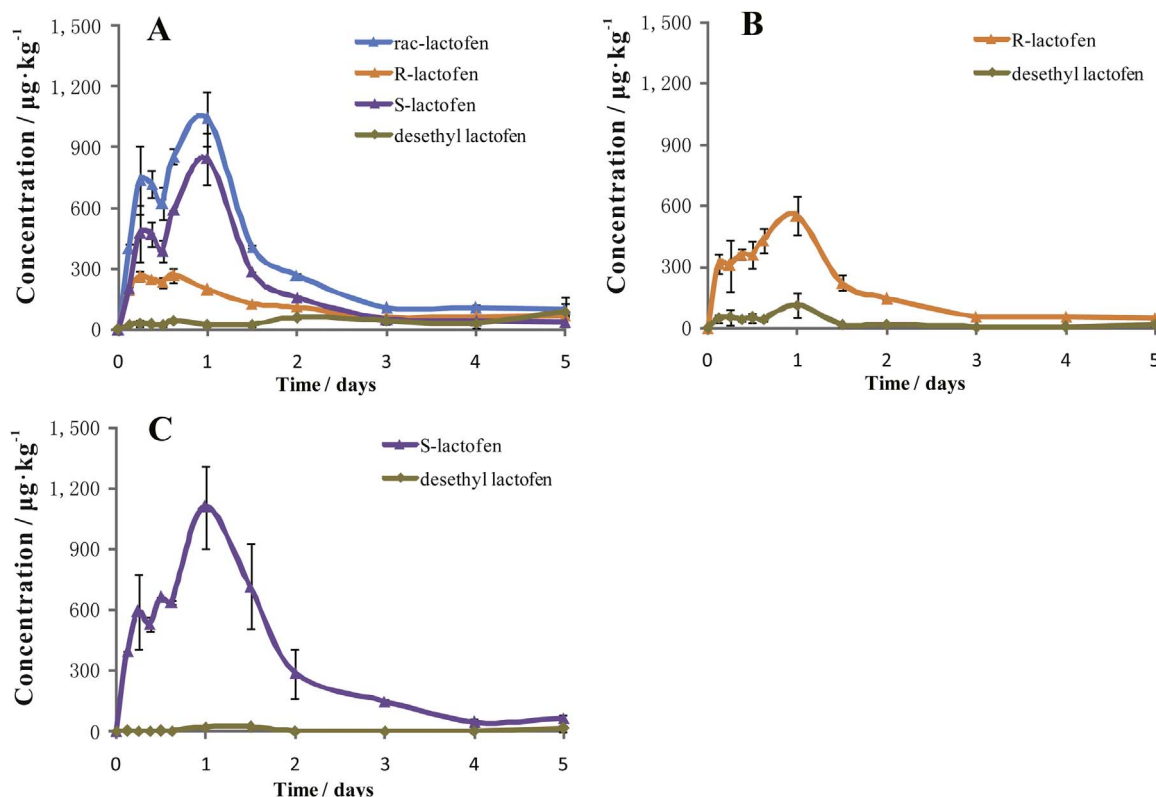 A
Concentration / μg·kg-1
1,500
1,200
900
600
300
0
0 1 2 3 4 5
Time / days
rac-lactofen
R-lactofen
S-lactofen
desethyl lactofen
B
Concentration / μg·kg-1
1,500
1,200
900
600
300
0
0 1 2 3 4 5
Time / days
R-lactofen
desethyl lactofen
C
Concentration / μg·kg-1
1,500
1,200
900
600
300
0
0 1 2 3 4 5
Time / days
S-lactofen
desethyl lactofen